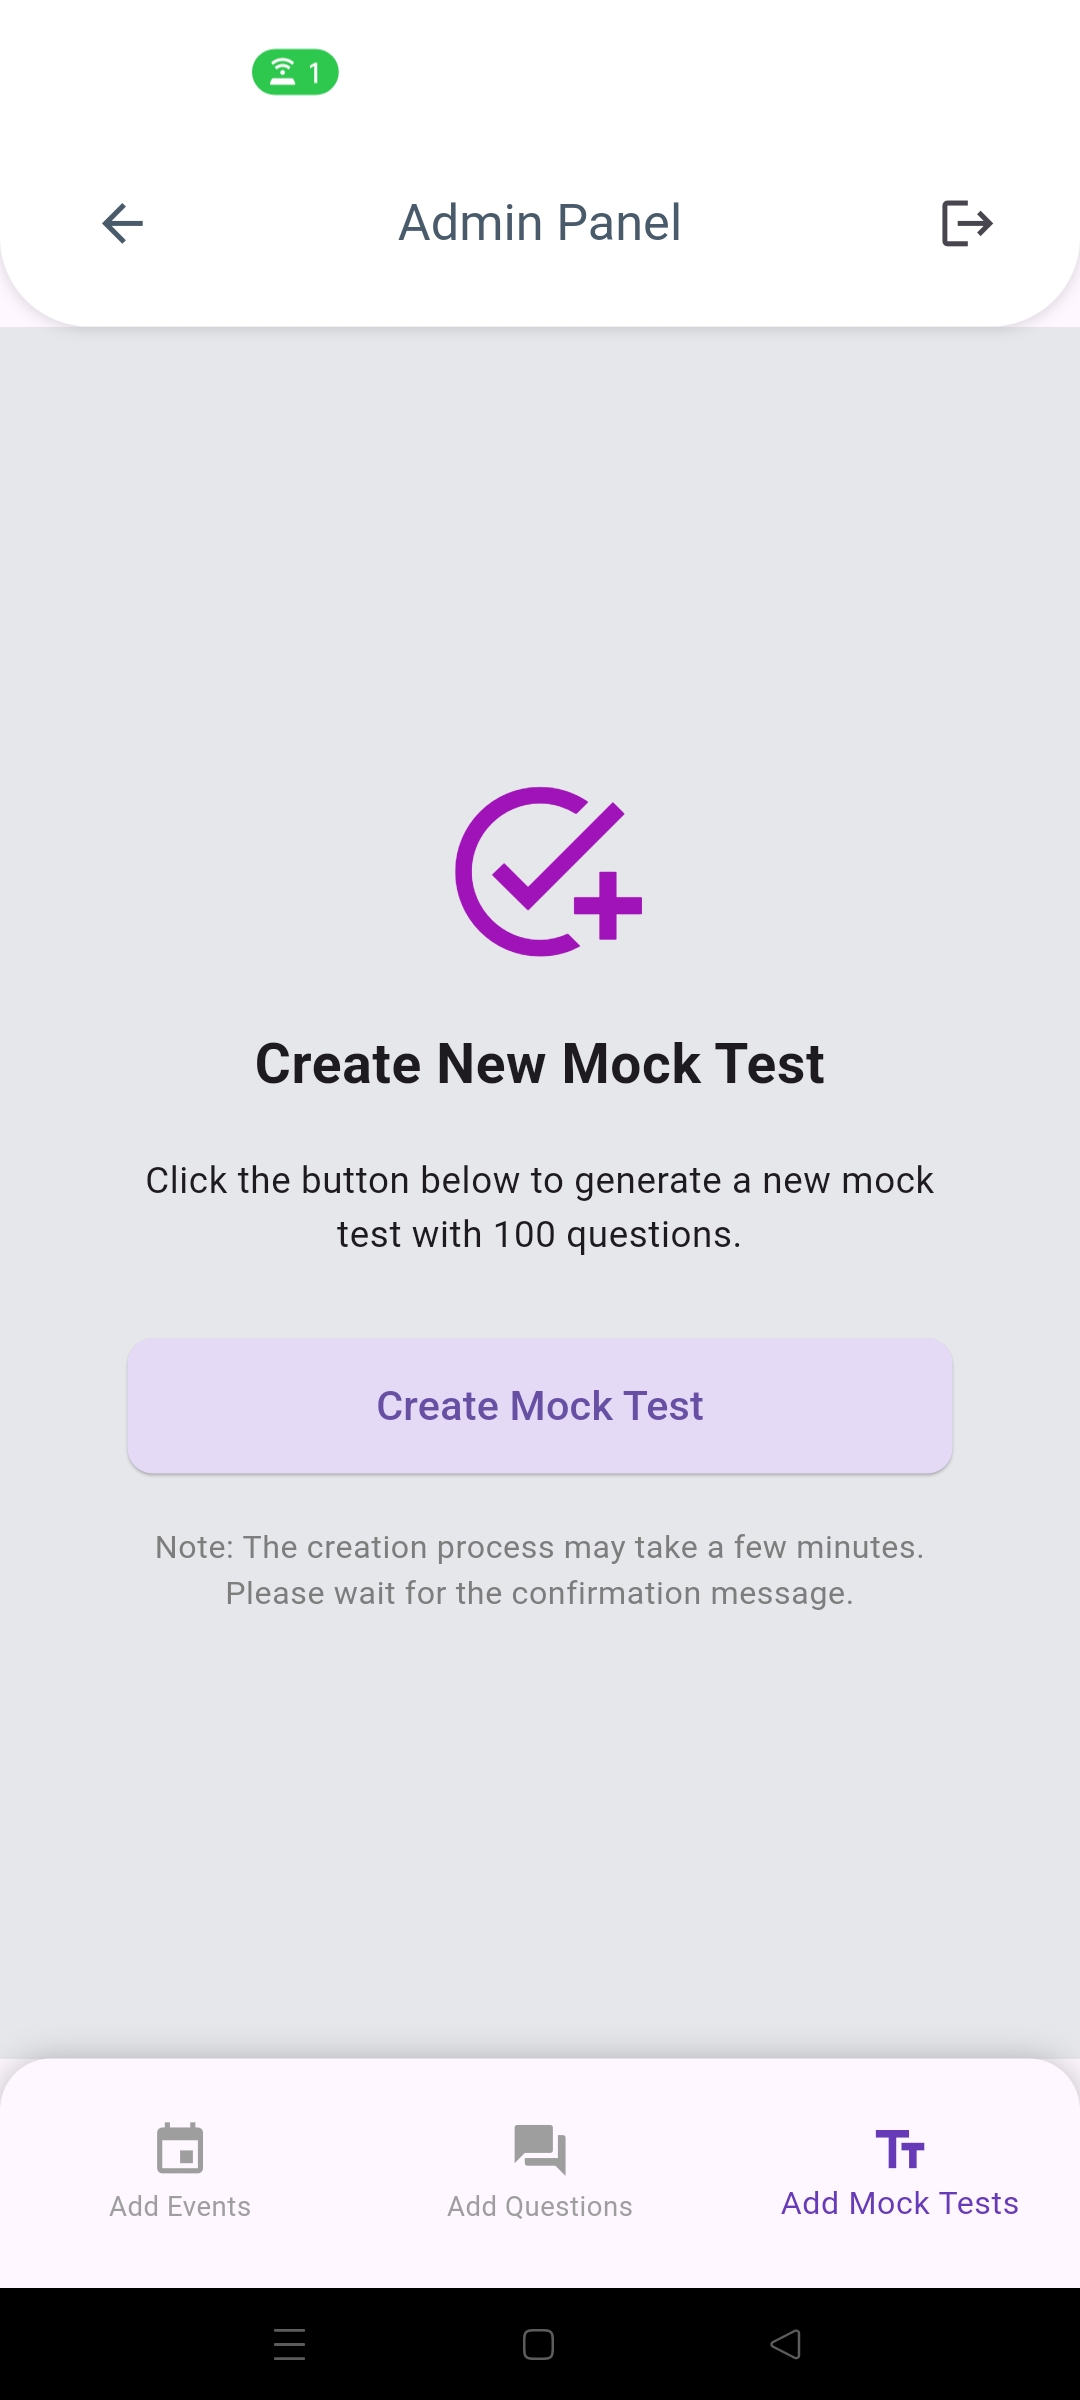 1
Admin Panel
Create New Mock Test
Click the button below to generate a new mock
test with 100 questions.
Create Mock Test
Note: The creation process may take a few minutes.
Please wait for the confirmation message.
Add Events
Add Questions
Add Mock Tests